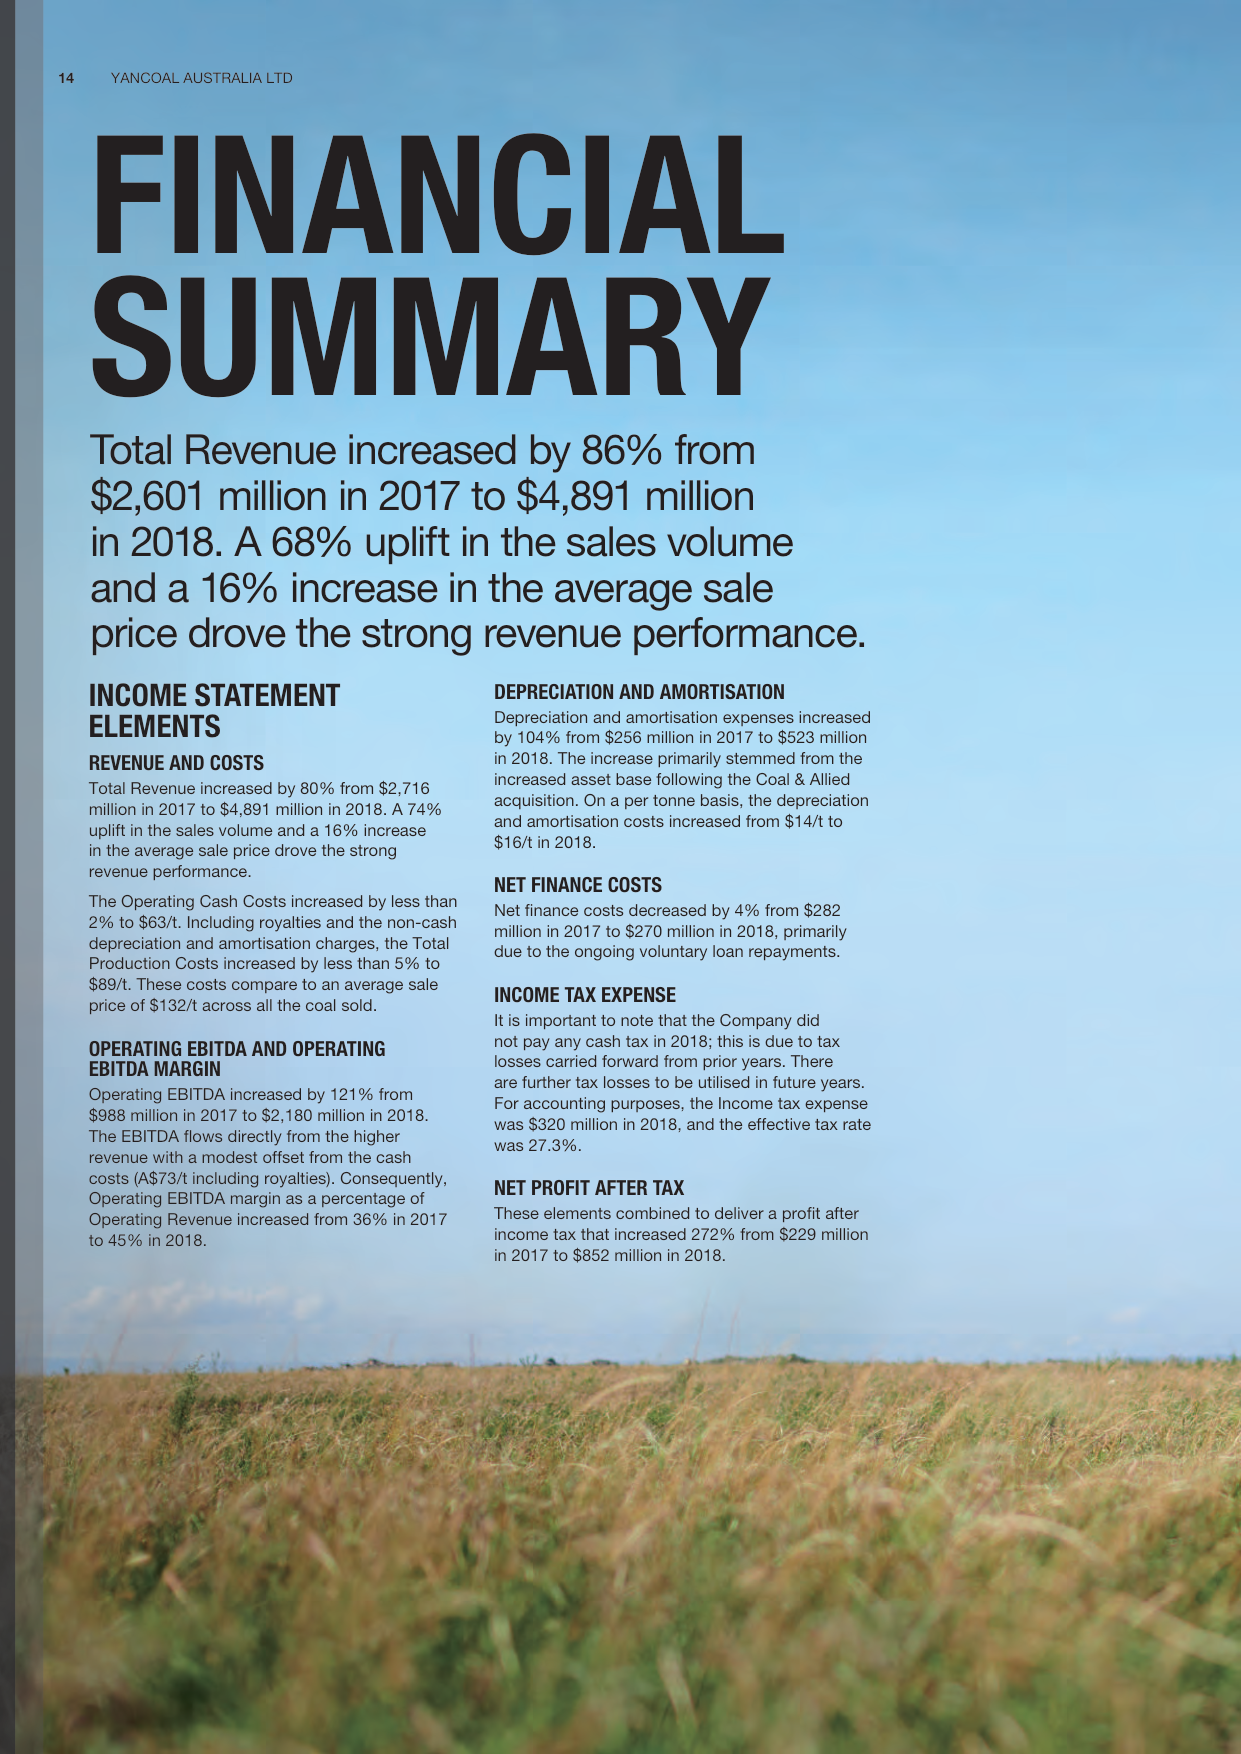 14 YANCOAL AUSTRALIA LTD
FINANCIAL
SUMMARY
Total Revenue increased by 86% from
$2,601 million in 2017 to $4,891 million
in 2018. A 68% uplift in the sales volume
and a 16% increase in the average sale
price drove the strong revenue performance.
INCOME STATEMENT
ELEMENTS
REVENUE AND COSTS
Total Revenue increased by 80% from $2,716
million in 2017 to $4,891 million in 2018. A 74%
uplift in the sales volume and a 16% increase
in the average sale price drove the strong
revenue performance.
The Operating Cash Costs increased by less than
2% to $63/t. Including royalties and the non-cash
depreciation and amortisation charges, the Total
Production Costs increased by less than 5% to
$89/t. These costs compare to an average sale
price of $132/t across all the coal sold.
OPERATING EBITDA AND OPERATING
EBITDA MARGIN
Operating EBITDA increased by 121% from
$988 million in 2017 to $2,180 million in 2018.
The EBITDA flows directly from the higher
revenue with a modest offset from the cash
costs (A$73/t including royalties). Consequently,
Operating EBITDA margin as a percentage of
Operating Revenue increased from 36% in 2017
to 45% in 2018.
DEPRECIATION AND AMORTISATION
Depreciation and amortisation expenses increased
by 104% from $256 million in 2017 to $523 million
in 2018. The increase primarily stemmed from the
increased asset base following the Coal & Allied
acquisition. On a per tonne basis, the depreciation
and amortisation costs increased from $14/t to
$16/t in 2018.
NET FINANCE COSTS
Net finance costs decreased by 4% from $282
million in 2017 to $270 million in 2018, primarily
due to the ongoing voluntary loan repayments.
INCOME TAX EXPENSE
It is important to note that the Company did
not pay any cash tax in 2018; this is due to tax
losses carried forward from prior years. There
are further tax losses to be utilised in future years.
For accounting purposes, the Income tax expense
was $320 million in 2018, and the effective tax rate
was 27.3%.
NET PROFIT AFTER TAX
These elements combined to deliver a profit after
income tax that increased 272% from $229 million
in 2017 to $852 million in 2018.